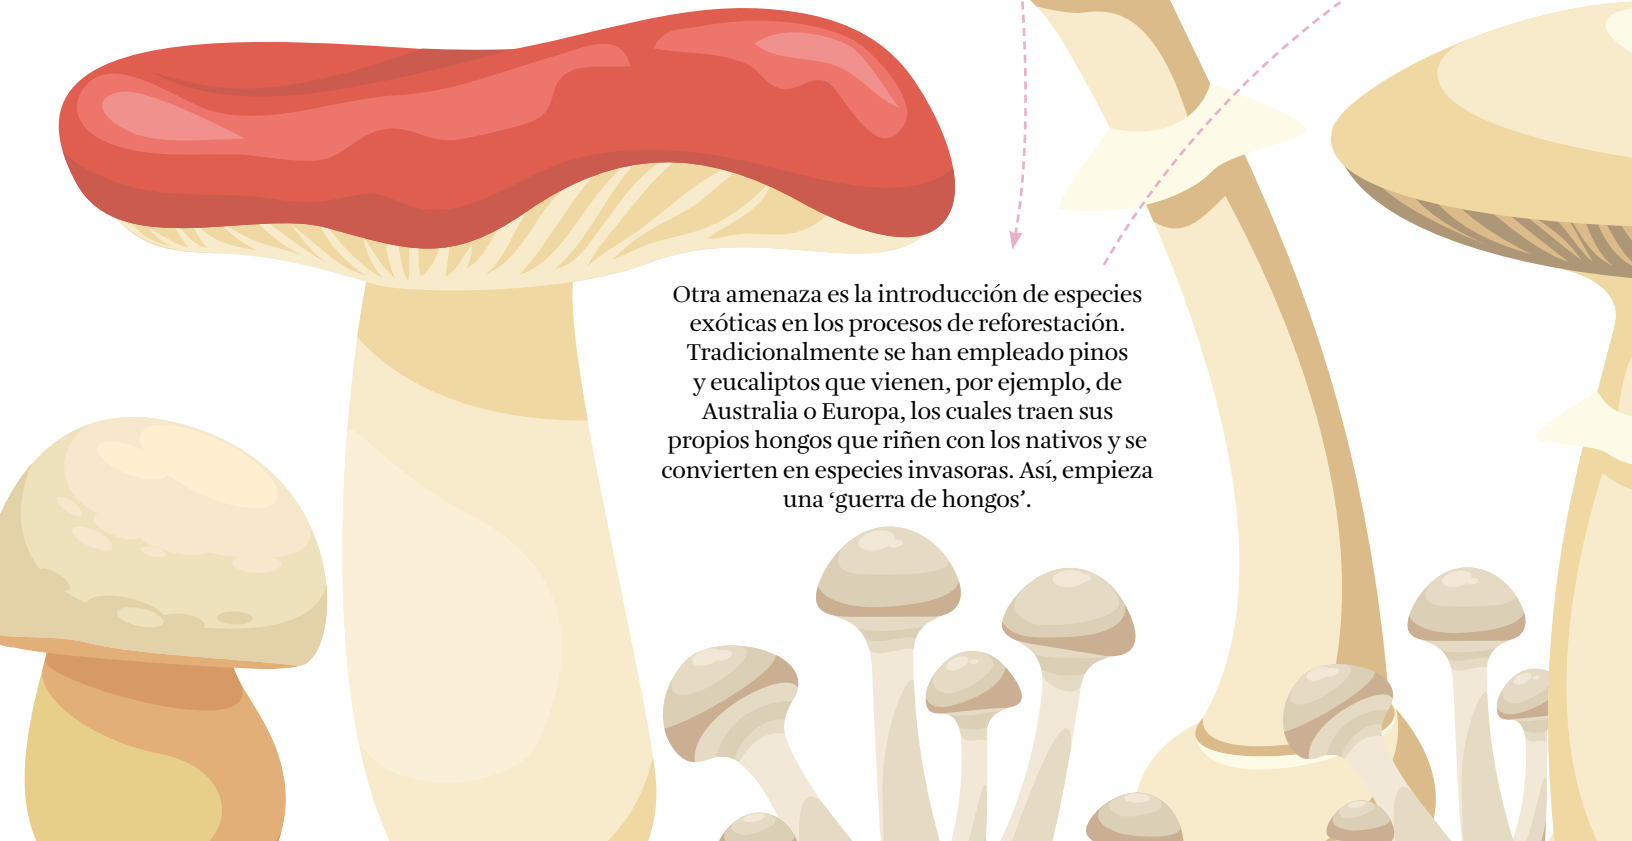 Otra amenaza es la introducción de especies
exóticas en los procesos de reforestación.
Tradicionalmente se han empleado pinos
y eucaliptos que vienen, por ejemplo, de
Australia o Europa, los cuales traen sus
propios hongos que riñen con los nativos y se
convierten en especies invasoras. Así, empieza
una ‘guerra de hongos’.